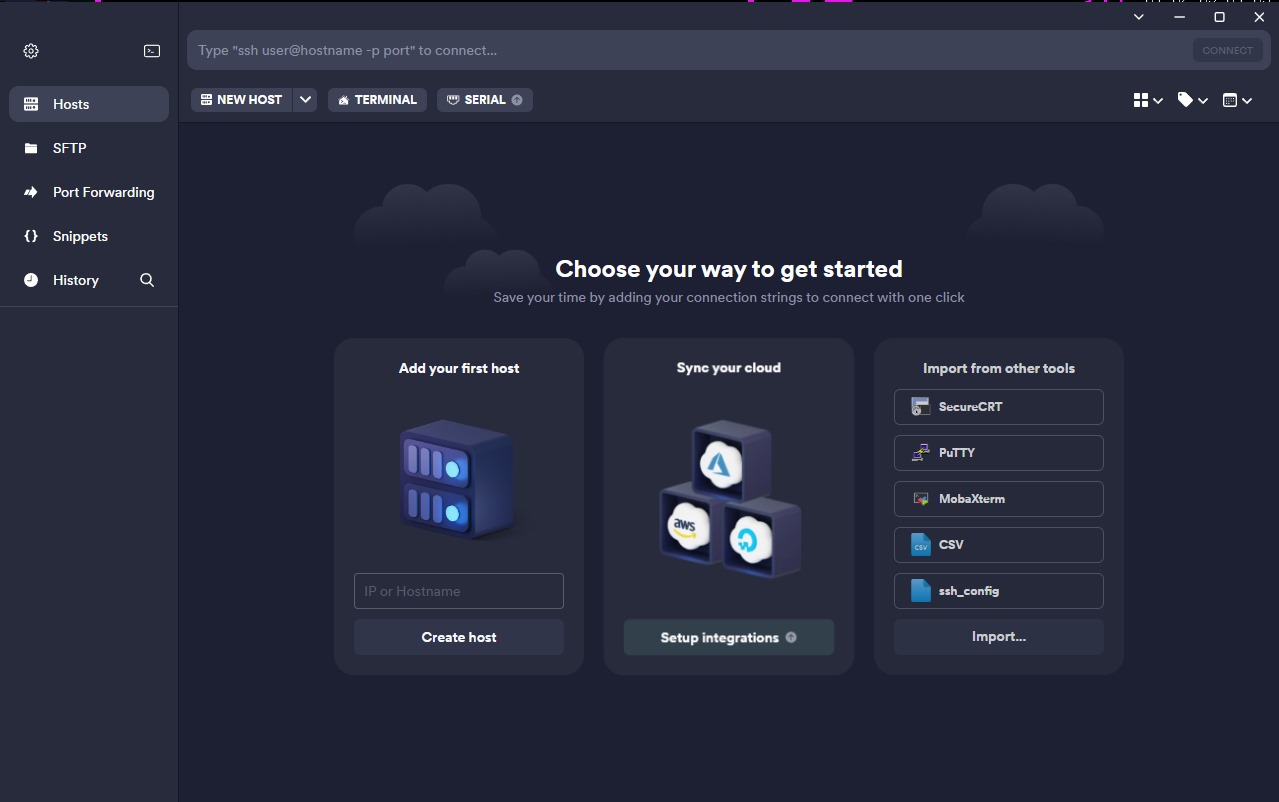 Type "ssh user@hostname -p port" to connect...
CONNECT
Hosts
SFTP
Port Forwarding
Snippets
History
NEW HOST
TERMINAL
SERIAL
Choose your way to get started
Save your time by adding your connection strings to connect with one click
Add your first host
IP or Hostname
Create host
Sync your cloud
aws
Setup integrations
Import from other tools
SecureCRT
PuTTY
MobaXterm
CSV
CSV
ssh_config
Import...